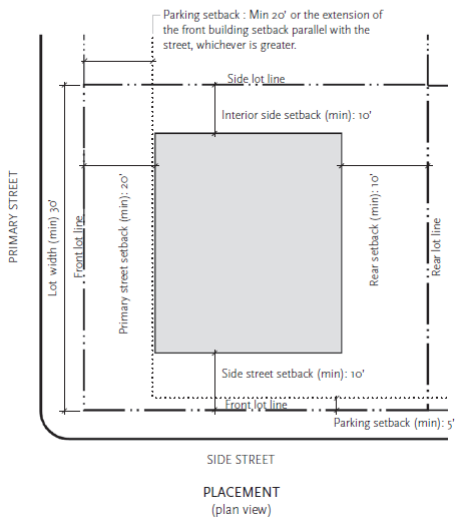 Parking setback : Min 20' or the extension of
the front building setback parallel with the
street, whichever is greater.
Side lot line
Interior side setback (min): 10'
PRIMARY STREET
Lot width (min) 30'
Front lot line
Primary street setback (min): 20'
Rear setback (min): 10'
Rear lot line
Side street setback (min): 10'
Front lot line
Parking setback (min): 5'
SIDE STREET
PLACEMENT
(plan view)